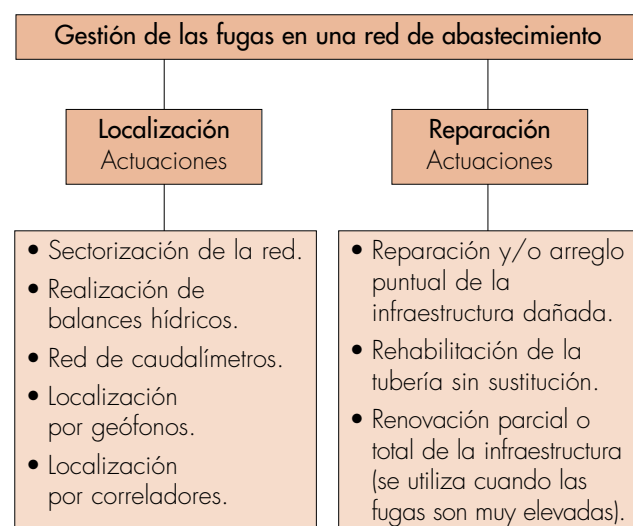 Gestión de las fugas en una red de abastecimiento
Localización
Actuaciones
• Sectorización de la red.
• Realización de
balances hídricos.
• Red de caudalímetros.
• Localización
por geófonos.
• Localización
por correladores.
Reparación
Actuaciones
• Reparación y/o arreglo
puntual de la
infraestructura dañada.
• Rehabilitación de la
tubería sin sustitución.
• Renovación parcial o
total de la infraestructura
(se utiliza cuando las
fugas son muy elevadas).